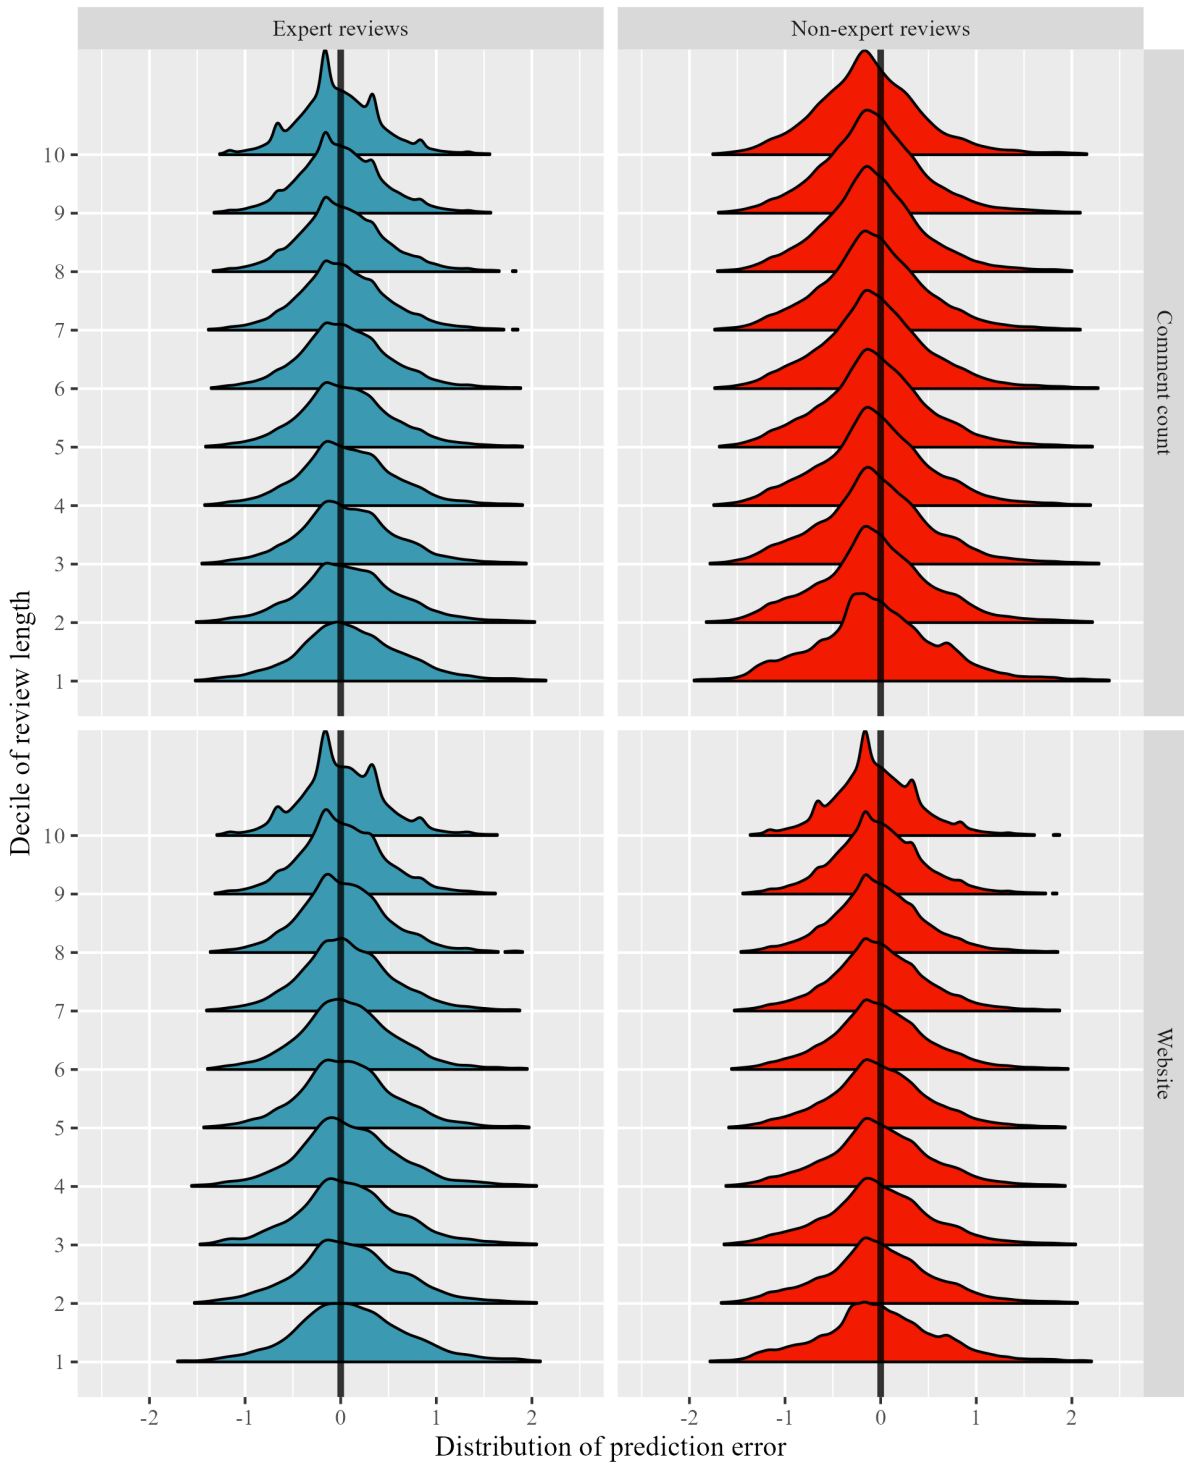 Expert reviews
Non-expert reviews
10
9
8
7
6
5
4
3
2
1
Comment count
Decile of review length
10
9
8
7
6
5
4
3
2
1
Website
-2 -1 0 1 2
-2 -1 0 1 2
Distribution of prediction error